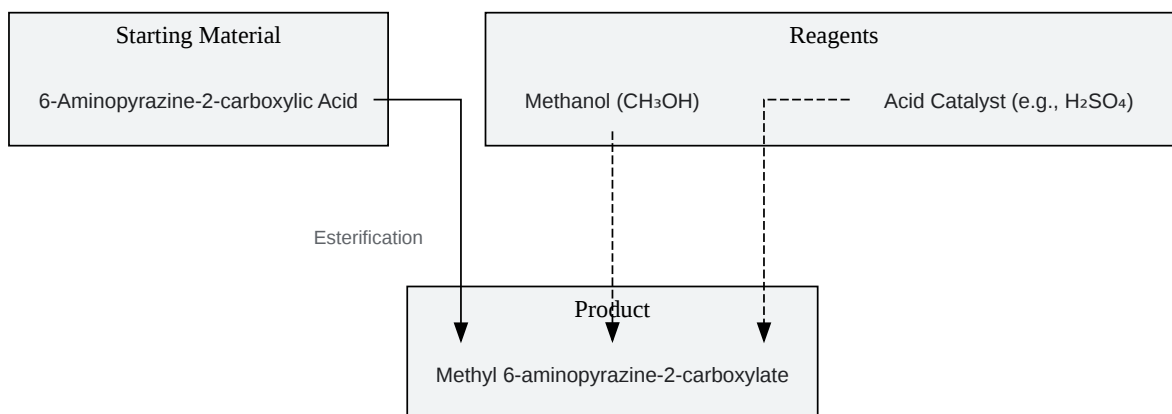 Starting Material
Reagents
6-Aminopyrazine-2-carboxylic Acid
Methanol (CH₃OH)
Acid Catalyst (e.g., H₂SO₄)
Esterification
Product
Methyl 6-aminopyrazine-2-carboxylate